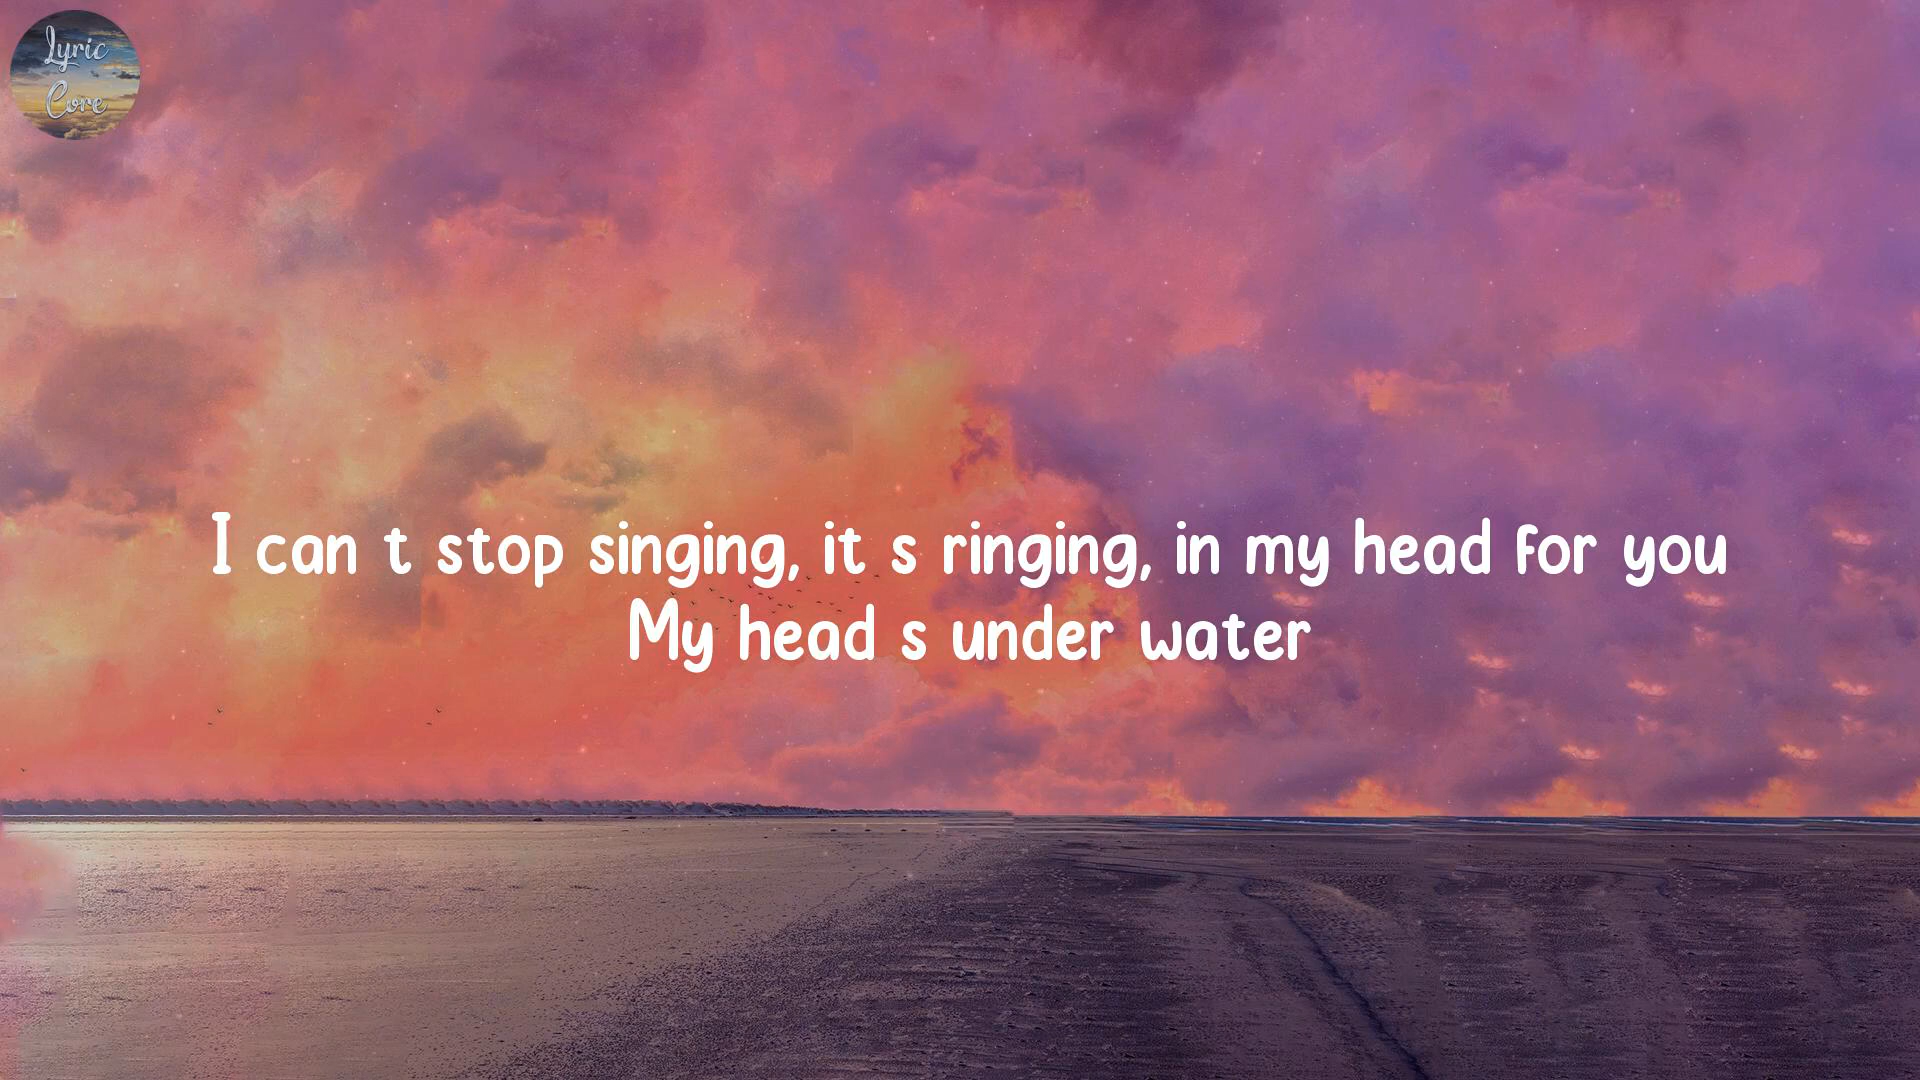 Lyric
Core
I can t stop singing, it s ringing, in my head for you
My head s under water